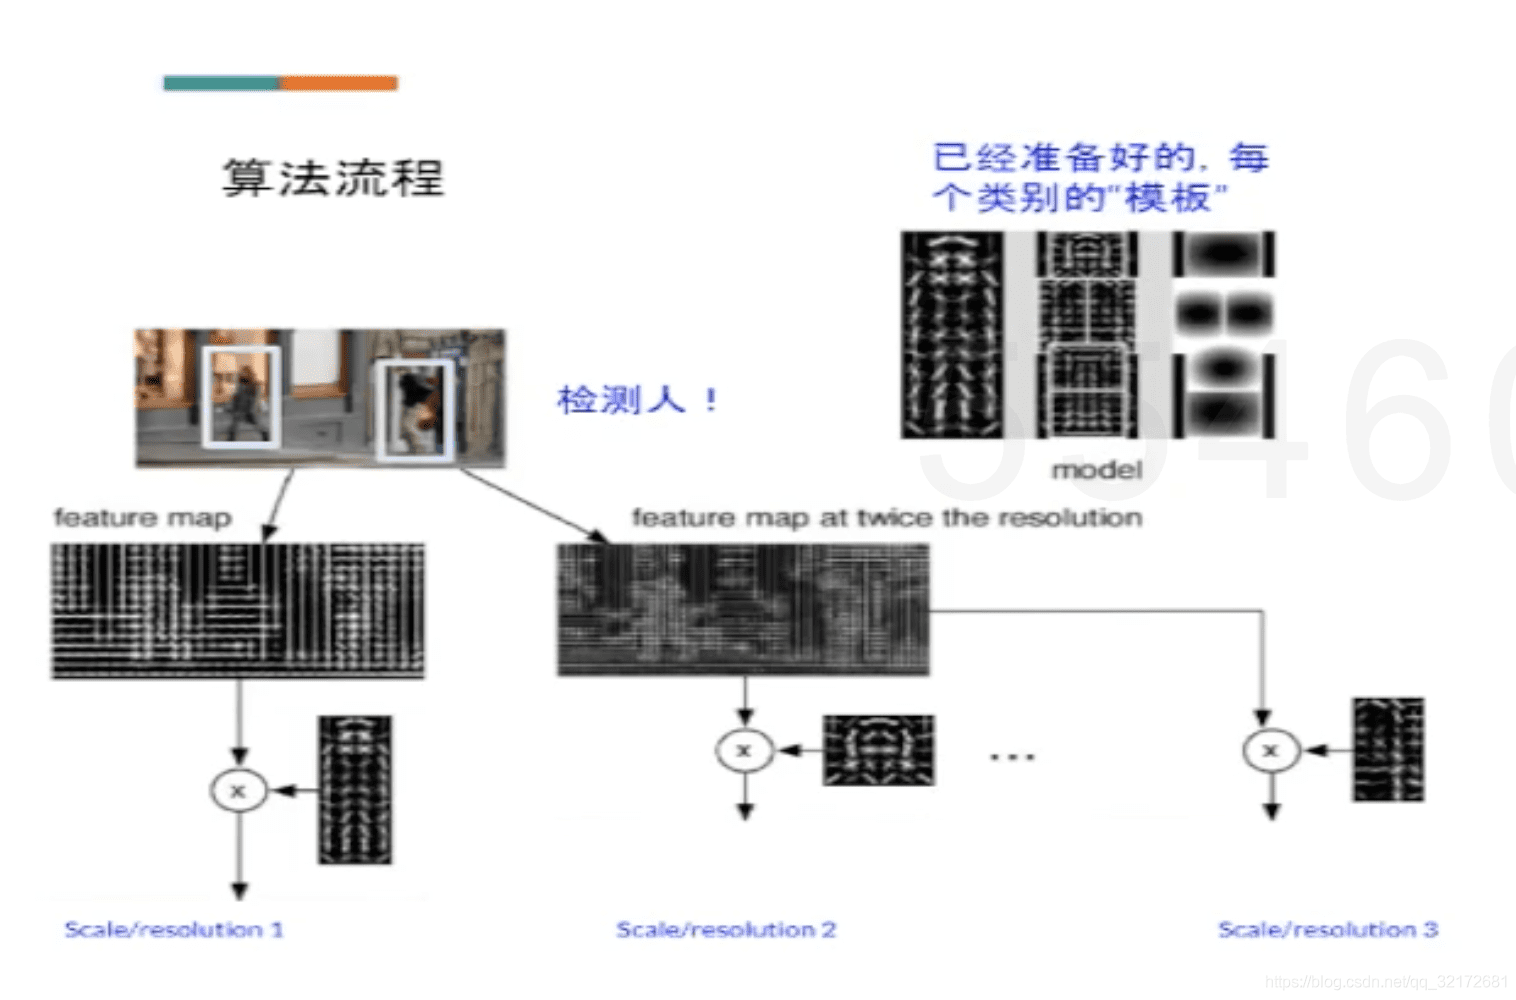 算法流程
已经准备好的，每
个类别的“模板”
检测人！
model
feature map
feature map at twice the resolution
x
x
...
x
Scale/resolution 1
Scale/resolution 2
Scale/resolution 3
55460
https://blog.csdn.net/qq_32172681